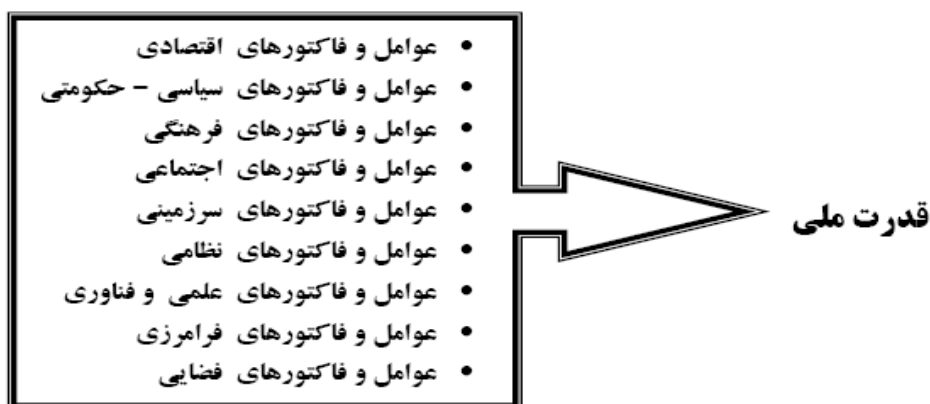 • عوامل و فاکتورهای اقتصادی
• عوامل و فاکتورهای سیاسی – حکومتی
• عوامل و فاکتورهای فرهنگی
• عوامل و فاکتورهای اجتماعی
• عوامل و فاکتورهای سرزمینی
• عوامل و فاکتورهای نظامی
• عوامل و فاکتورهای علمی و فناوری
• عوامل و فاکتورهای فرامرزی
• عوامل و فاکتورهای فضایی
قدرت ملی